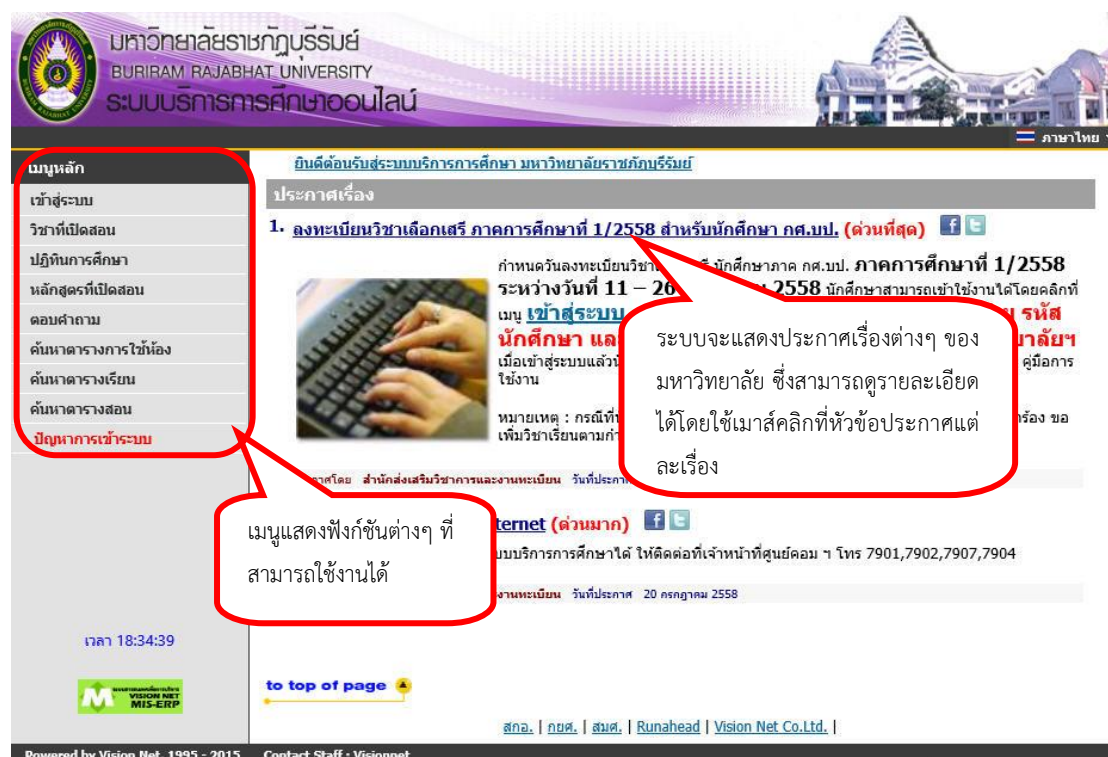 มหาวิทยาลัยราชภัฏบุรีรัมย์
BURIRAM RAJABHAT UNIVERSITY
ระบบบริการการศึกษาออนไลน์
ภาษาไทย
เมนูหลัก
เข้าสู่ระบบ
วิชาที่เปิดสอน
ปฏิทินการศึกษา
หลักสูตรที่เปิดสอน
ตอบคำถาม
ค้นหาตารางการใช้ห้อง
ค้นหาตารางเรียน
ค้นหาตารางสอน
ปัญหาการเข้าระบบ
เมนูแสดงฟังก์ชันต่างๆ ที่
สามารถใช้งานได้
เวลา 18:34:39
VISION NET
MIS-ERP
ยินดีต้อนรับสู่ระบบบริการการศึกษา มหาวิทยาลัยราชภัฏบุรีรัมย์
ประกาศเรื่อง
1. ลงทะเบียนวิชาเลือกเสรี ภาคการศึกษาที่ 1/2558 สำหรับนักศึกษา กศ.บป. (ด่วนที่สุด)
กำหนดวันลงทะเบียน นักศึกษาภาค กศ.บป. ภาคการศึกษาที่ 1/2558
ระหว่างวันที่ 11 – 26 2558 นักศึกษาสามารถเข้าใช้งานได้โดยคลิกที่
เมนู เข้าสู่ระบบ รหัส
นักศึกษา
เมื่อเข้าสู่ระบบแล้ว คู่มือการ
ใช้งาน
หมายเหตุ : กรณีที่ ขอ
เพิ่มวิชาเรียนตาม
ระบบจะแสดงประกาศเรื่องต่างๆ ของ
มหาวิทยาลัย ซึ่งสามารถดูรายละเอียด
ได้โดยใช้เมาส์คลิกที่หัวข้อประกาศแต่
ละเรื่อง
สำนักส่งเสริมวิชาการและงานทะเบียน
(ด่วนมาก)
ให้ติดต่อที่เจ้าหน้าที่ศูนย์คอม ฯ โทร 7901,7902,7907,7904
วันที่ประกาศ 20 กรกฎาคม 2558
to top of page
สกอ. | กยศ. | สมศ. | Runahead | Vision Net Co.Ltd. |
Powered by Vision Net, 1995 - 2015 Contact Staff : Visionnet